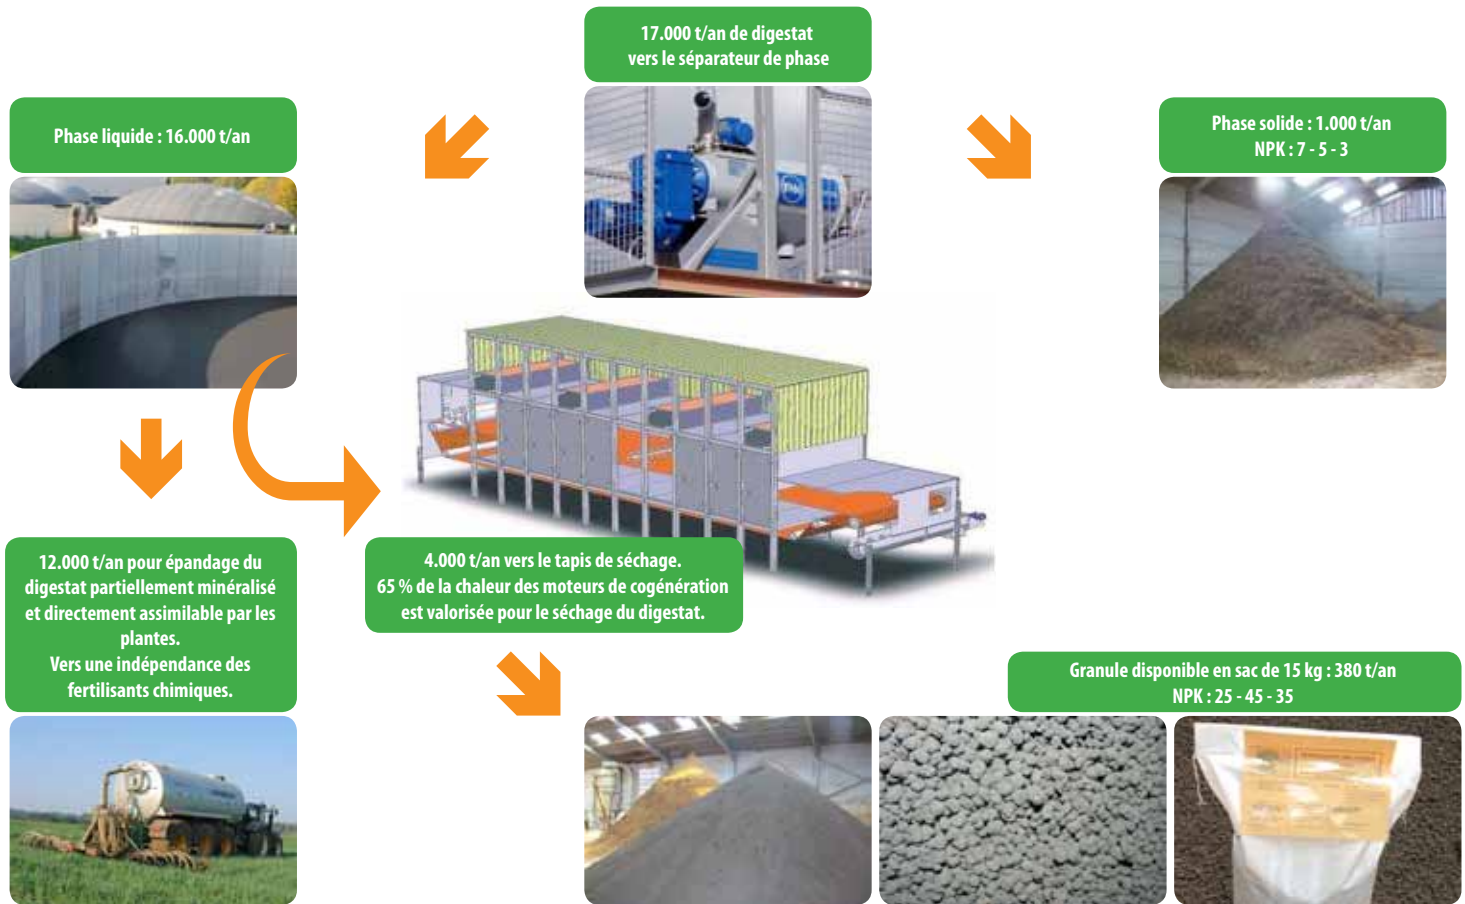 17.000 t/an de digestat
vers le séparateur de phase
Phase liquide : 16.000 t/an
Phase solide : 1.000 t/an
NPK : 7 - 5 - 3
12.000 t/an pour épandage du
digestat partiellement minéralisé
et directement assimilable par les
plantes.
Vers une indépendance des
fertilisants chimiques.
4.000 t/an vers le tapis de séchage.
65 % de la chaleur des moteurs de cogénération
est valorisée pour le séchage du digestat.
Granule disponible en sac de 15 kg : 380 t/an
NPK : 25 - 45 - 35